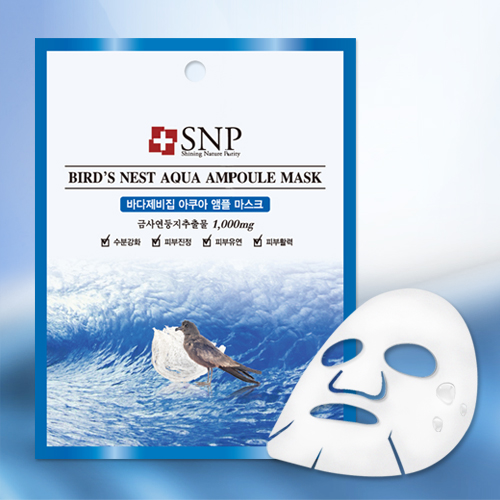 SNP
Shining Nature Purity
BIRD'S NEST AQUA AMPOULE MASK
바다제비집 아쿠아 앰플 마스크
금사연둥지추출물 1,000mg
수분강화 피부진정 피부유연 피부활력